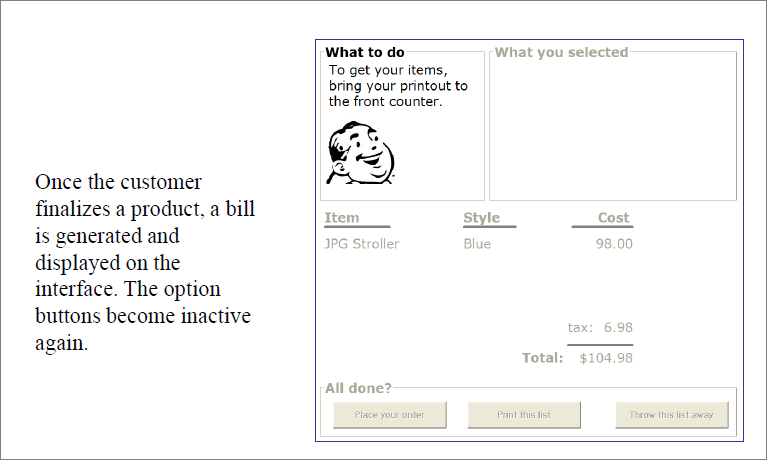 Once the customer
finalizes a product, a bill
is generated and
displayed on the
interface. The option
buttons become inactive
again.
What to do
To get your items,
bring your printout to
the front counter.
What you selected
Item Style Cost
JPG Stroller Blue 98.00
tax: 6.98
Total: $104.98
All done?
Place your order Print this list Throw this list away